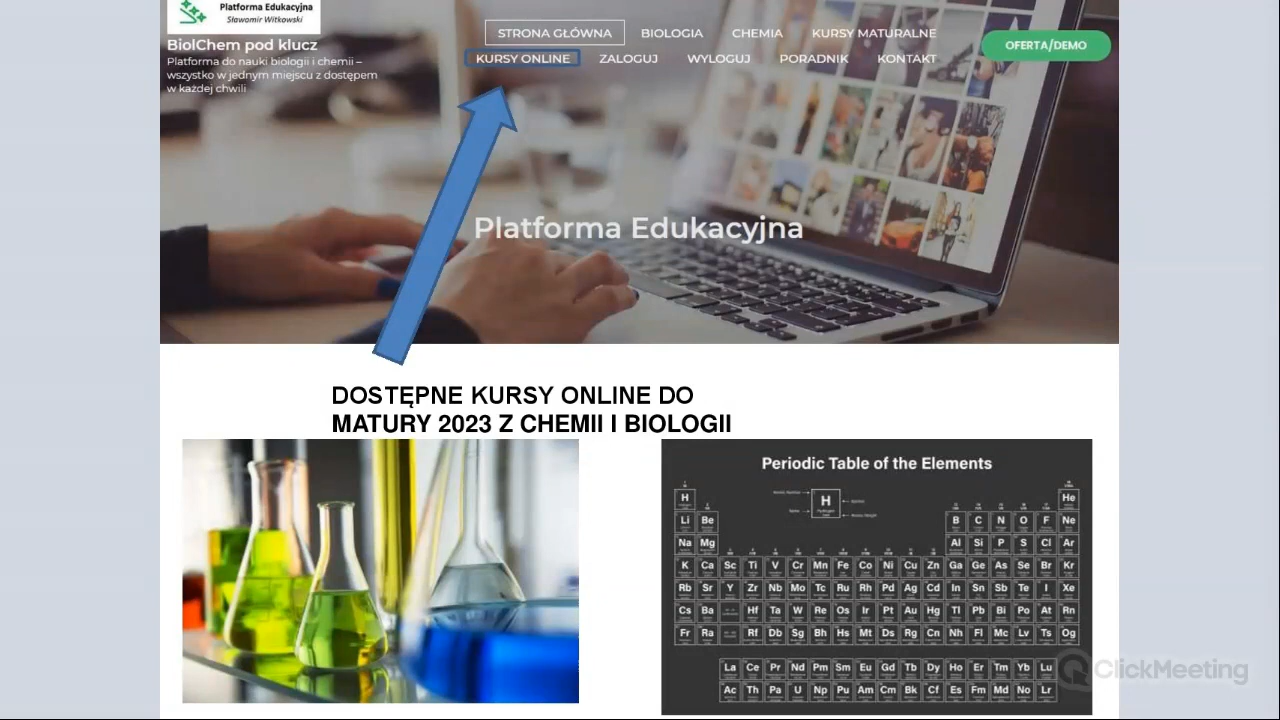 Platforma Edukacyjna
Sławomir Witkowski
BiolChem pod klucz
Platforma do nauki biologii i chemii –
wszystko w jednym miejscu z dostępem
w każdej chwili
STRONA GŁÓWNA BIOLOGIA CHEMIA KURSY MATURALNE
KURSY ONLINE ZALOGUJ WYLOGUJ PORADNIK KONTAKT
OFERTA/DEMO
Platforma Edukacyjna
DOSTĘPNE KURSY ONLINE DO
MATURY 2023 Z CHEMII I BIOLOGII
Periodic Table of the Elements
H
H He
Li Be B C N O F Ne
Na Mg Al Si P S Cl Ar
K Ca Sc Ti V Cr Mn Fe Co Ni Cu Zn Ga Ge As Se Br Kr
Rb Sr Y Zr Nb Mo Tc Ru Rh Pd Ag Cd In Sn Sb Te I Xe
Cs Ba Hf Ta W Re Os Ir Pt Au Hg Tl Pb Bi Po At Rn
Fr Ra Rf Db Sg Bh Hs Mt Ds Rg Cn Nh Fl Mc Lv Ts Og
La Ce Pr Nd Pm Sm Eu Gd Tb Dy Ho Er Tm Yb Lu
Ac Th Pa U Np Pu Am Cm Bk Cf Es Fm Md No Lr
ClickMeeting